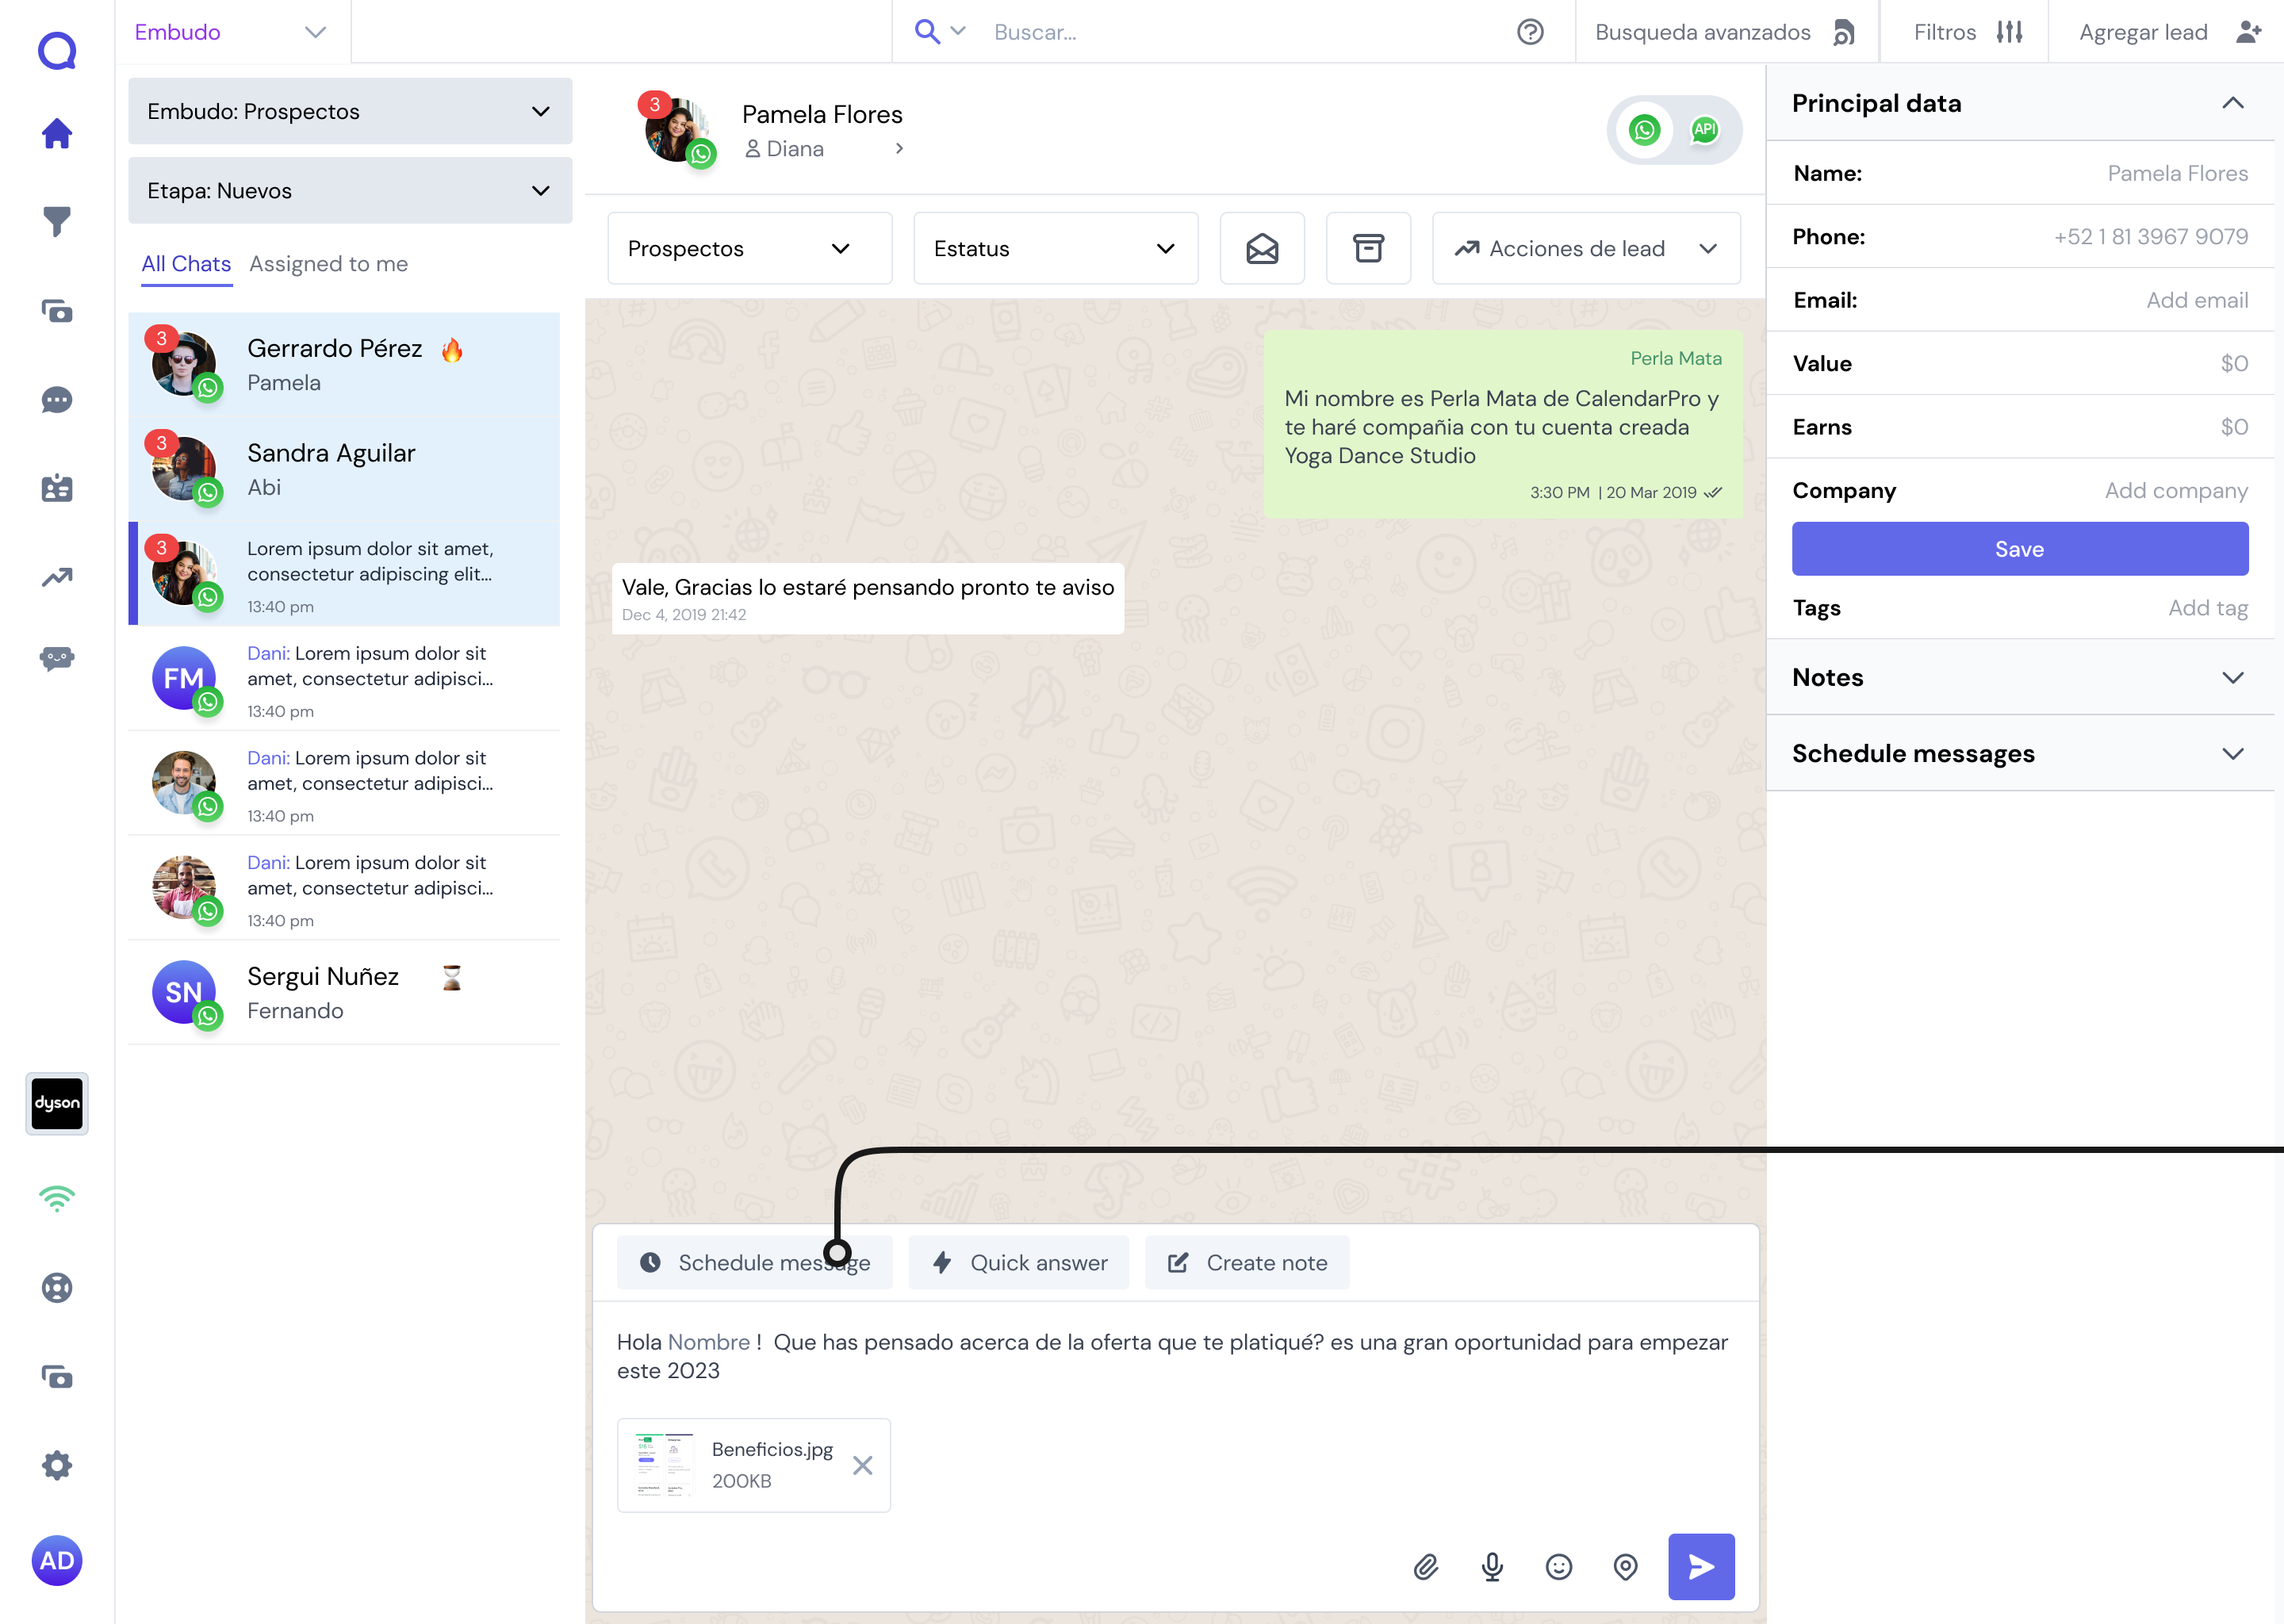 Embudo
Buscar...
Busqueda avanzados
Filtros
Agregar lead
Embudo: Prospectos
Etapa: Nuevos
All Chats
Assigned to me
3
Gerrardo Pérez
Pamela
3
Sandra Aguilar
Abi
3
Lorem ipsum dolor sit amet,
consectetur adipiscing elit...
13:40 pm
FM
Dani: Lorem ipsum dolor sit
amet, consectetur adipisci...
13:40 pm
Dani: Lorem ipsum dolor sit
amet, consectetur adipisci...
13:40 pm
Dani: Lorem ipsum dolor sit
amet, consectetur adipisci...
13:40 pm
SN
Sergui Nuñez
Fernando
dyson
AD
3
Pamela Flores
Diana
API
Prospectos
Estatus
Acciones de lead
Perla Mata
Mi nombre es Perla Mata de CalendarPro y
te haré compañia con tu cuenta creada
Yoga Dance Studio
3:30 PM | 20 Mar 2019
Vale, Gracias lo estaré pensando pronto te aviso
Dec 4, 2019 21:42
Schedule message
Quick answer
Create note
Hola Nombre ! Que has pensado acerca de la oferta que te platiqué? es una gran oportunidad para empezar
este 2023
Beneficios.jpg
200KB
Principal data
Name: Pamela Flores
Phone: +52 1 81 3967 9079
Email: Add email
Value $0
Earns $0
Company Add company
Save
Tags Add tag
Notes
Schedule messages